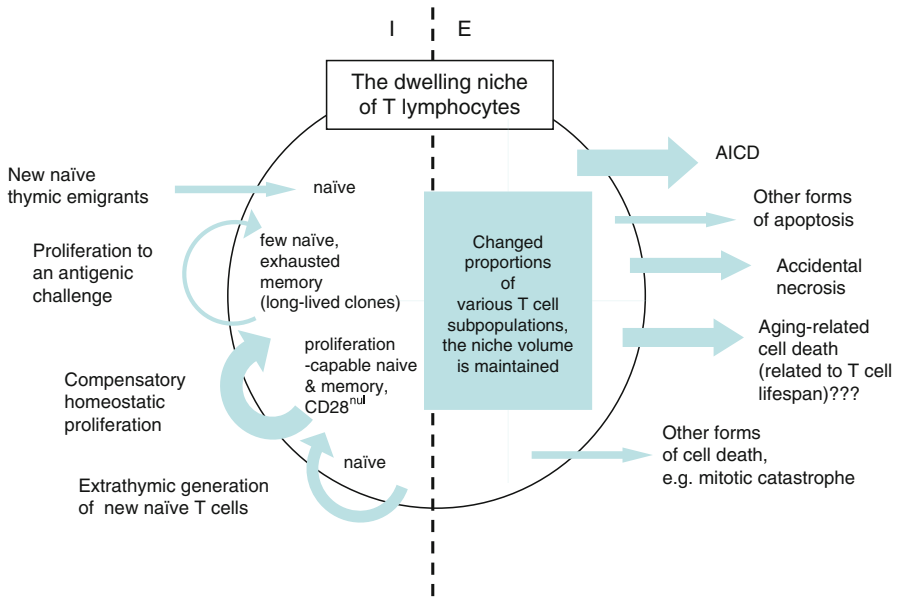 I
E
The dwelling niche
of T lymphocytes
New naïve
thymic emigrants
naïve
Proliferation to
an antigenic
challenge
few naïve,
exhausted
memory
(long-lived clones)
proliferation
-capable naive
& memory,
CD28nul
Compensatory
homeostatic
proliferation
naïve
Extrathymic generation
of new naïve T cells
Changed
proportions
of
various T cell
subpopulations,
the niche volume
is maintained
AICD
Other forms
of apoptosis
Accidental
necrosis
Aging-related
cell death
(related to T cell
lifespan)???
Other forms
of cell death,
e.g. mitotic catastrophe